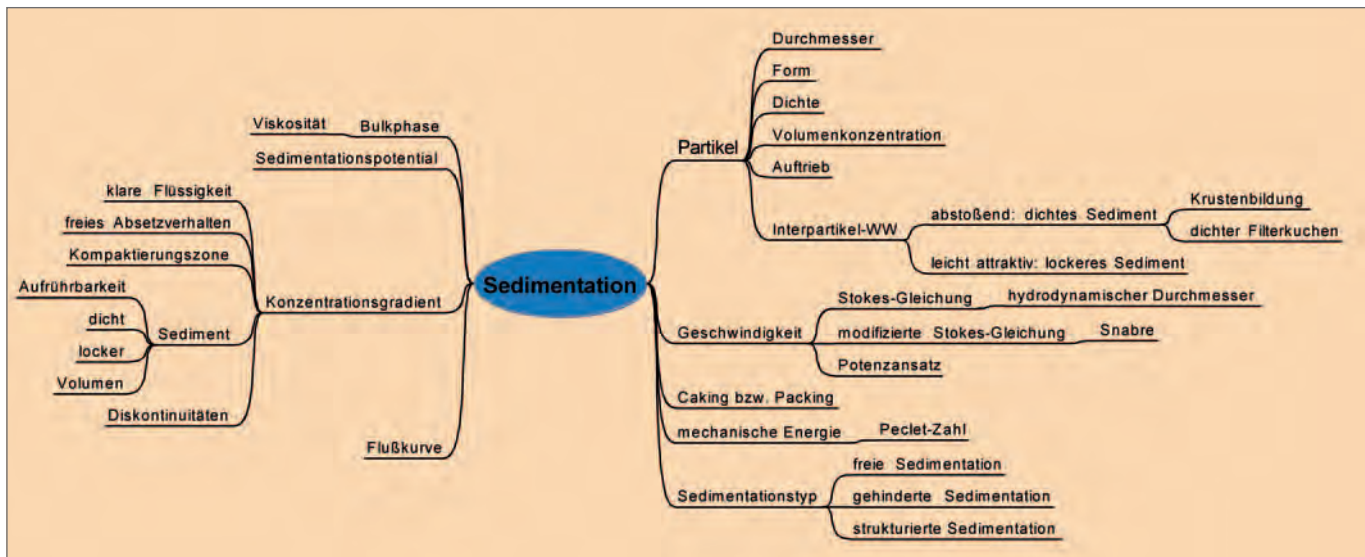 Sedimentation
Bulkphase
Viskosität
Sedimentationspotential
Konzentrationsgradient
klare Flüssigkeit
freies Absetzverhalten
Kompaktierungszone
Sediment
Aufrührbarkeit
dicht
locker
Volumen
Diskontinuitäten
Flußkurve
Partikel
Durchmesser
Form
Dichte
Volumenkonzentration
Auftrieb
Interpartikel-WW
abstoßend: dichtes Sediment
Krustenbildung
dichter Filterkuchen
leicht attraktiv: lockeres Sediment
Geschwindigkeit
Stokes-Gleichung
hydrodynamischer Durchmesser
modifizierte Stokes-Gleichung
Snabre
Potenzansatz
Caking bzw. Packing
mechanische Energie
Peclet-Zahl
Sedimentationstyp
freie Sedimentation
gehinderte Sedimentation
strukturierte Sedimentation